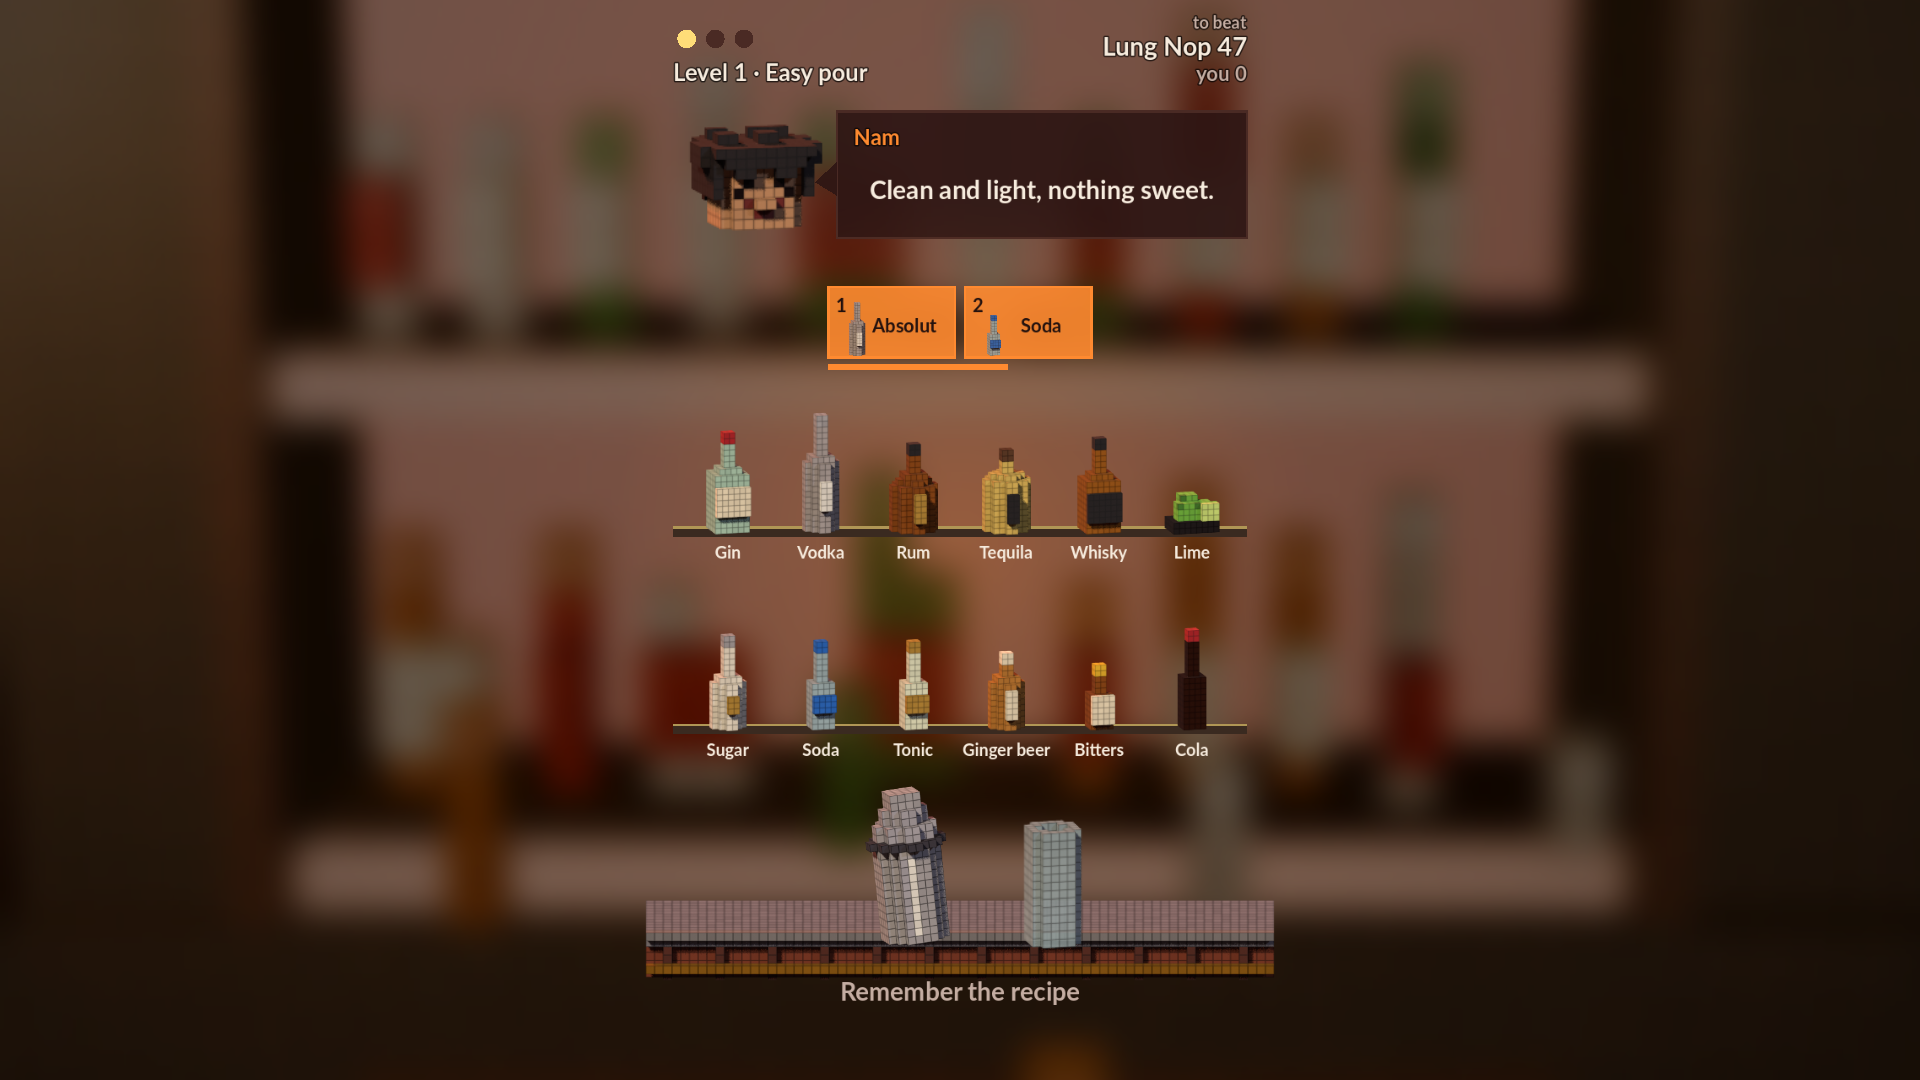 to beat
Lung Nop 47
you 0
Level 1 · Easy pour
Nam
Clean and light, nothing sweet.
1 Absolut
2 Soda
Gin Vodka Rum Tequila Whisky Lime
Sugar Soda Tonic Ginger beer Bitters Cola
Remember the recipe